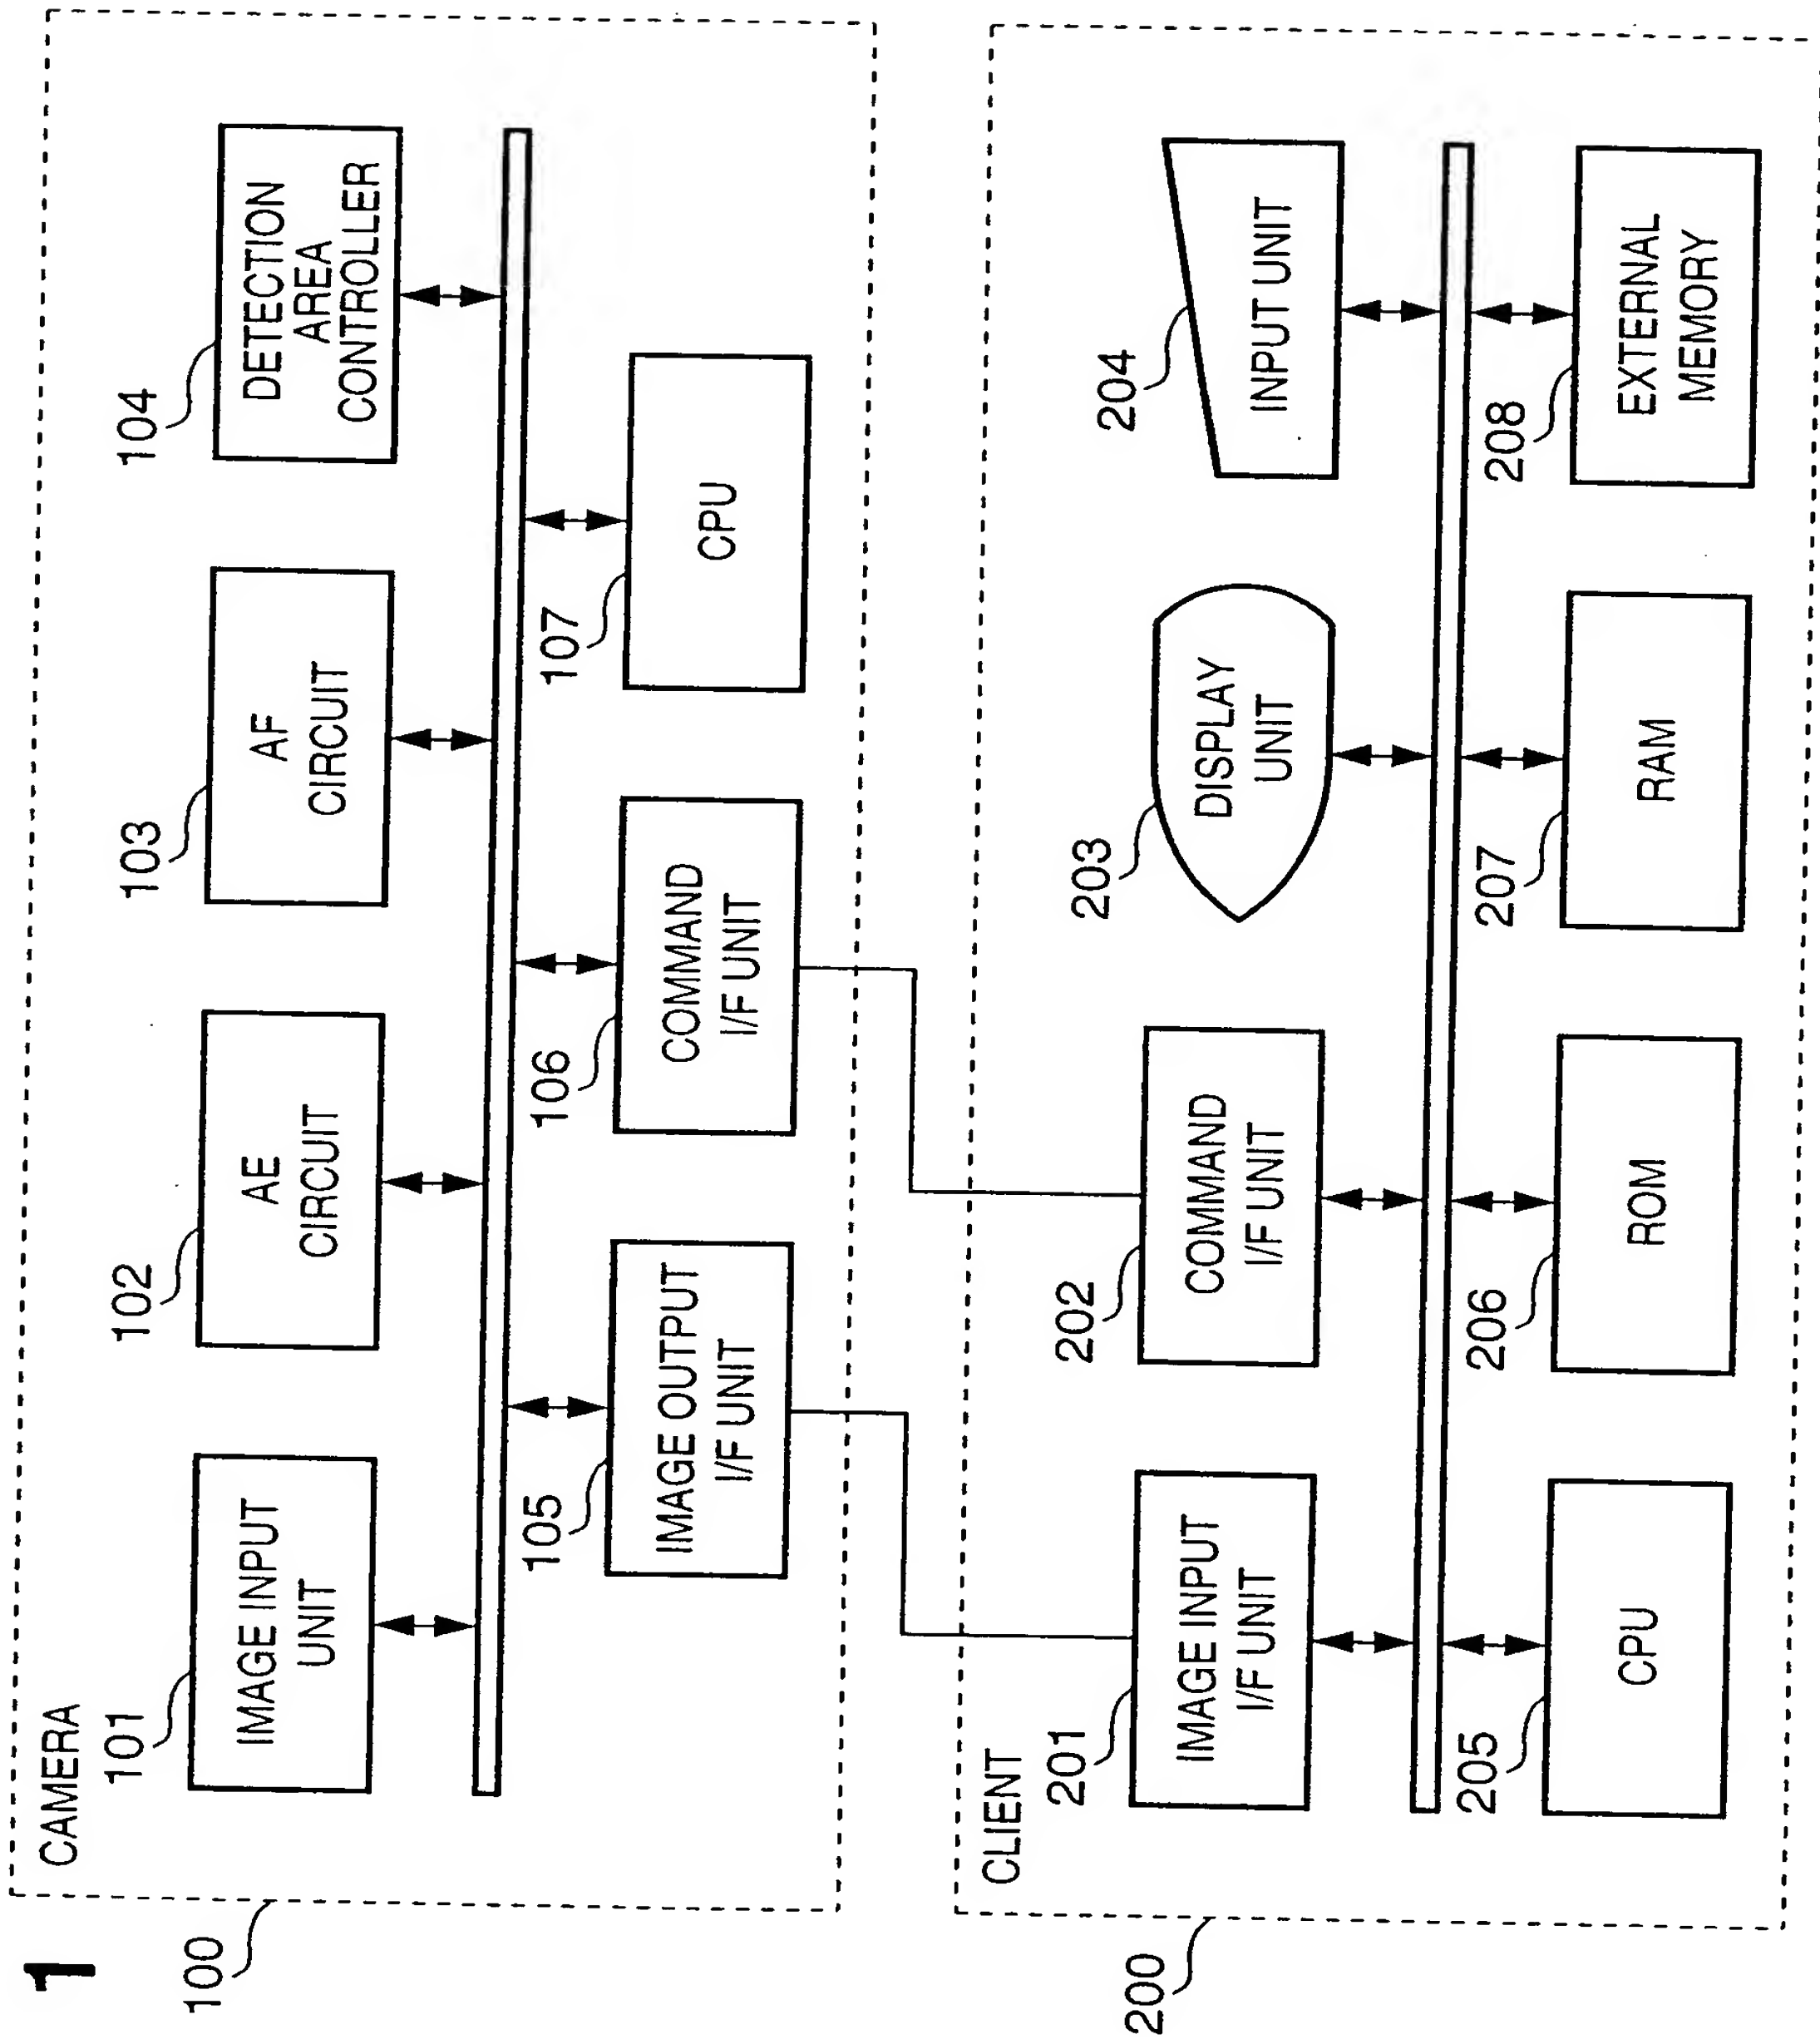 1
100
CAMERA
101
IMAGE INPUT
UNIT
102
AE
CIRCUIT
103
AF
CIRCUIT
104
DETECTION
AREA
CONTROLLER
105
IMAGE OUTPUT
I/F UNIT
106
COMMAND
I/F UNIT
107
CPU
200
CLIENT
201
IMAGE INPUT
I/F UNIT
202
COMMAND
I/F UNIT
203
DISPLAY
UNIT
204
INPUT UNIT
205
CPU
206
ROM
207
RAM
208
EXTERNAL
MEMORY